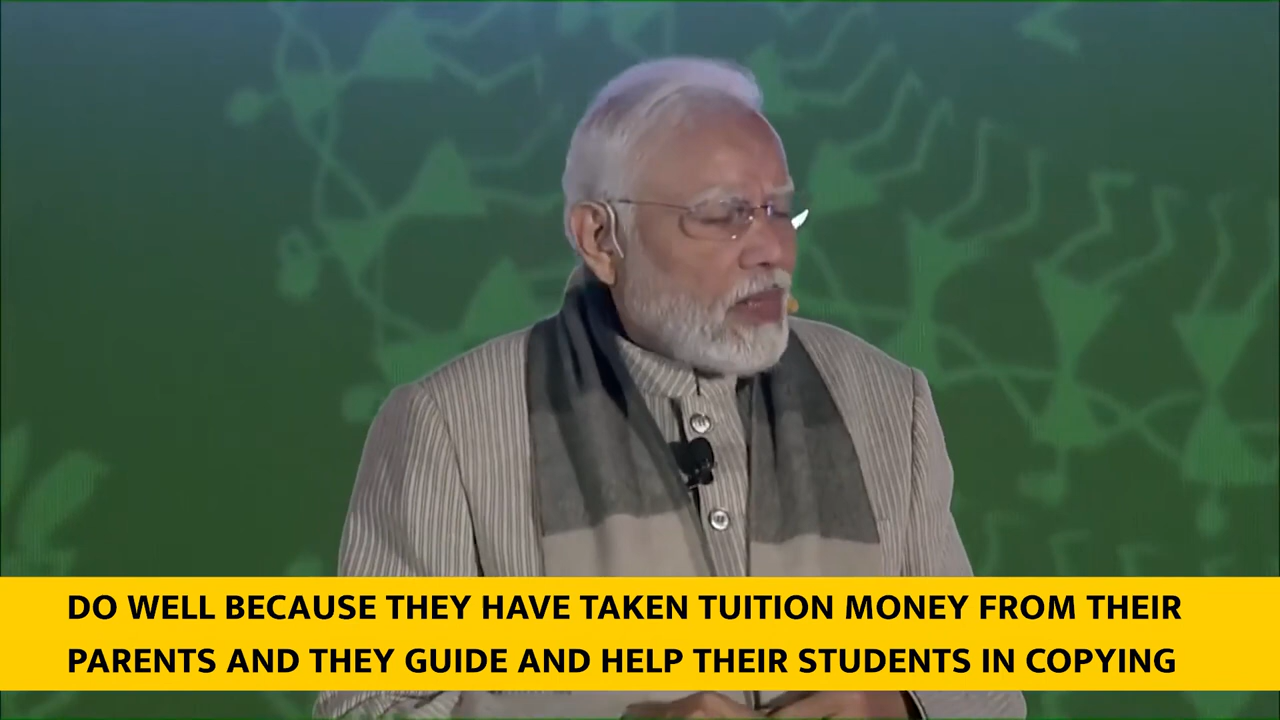 DO WELL BECAUSE THEY HAVE TAKEN TUITION MONEY FROM THEIR
PARENTS AND THEY GUIDE AND HELP THEIR STUDENTS IN COPYING